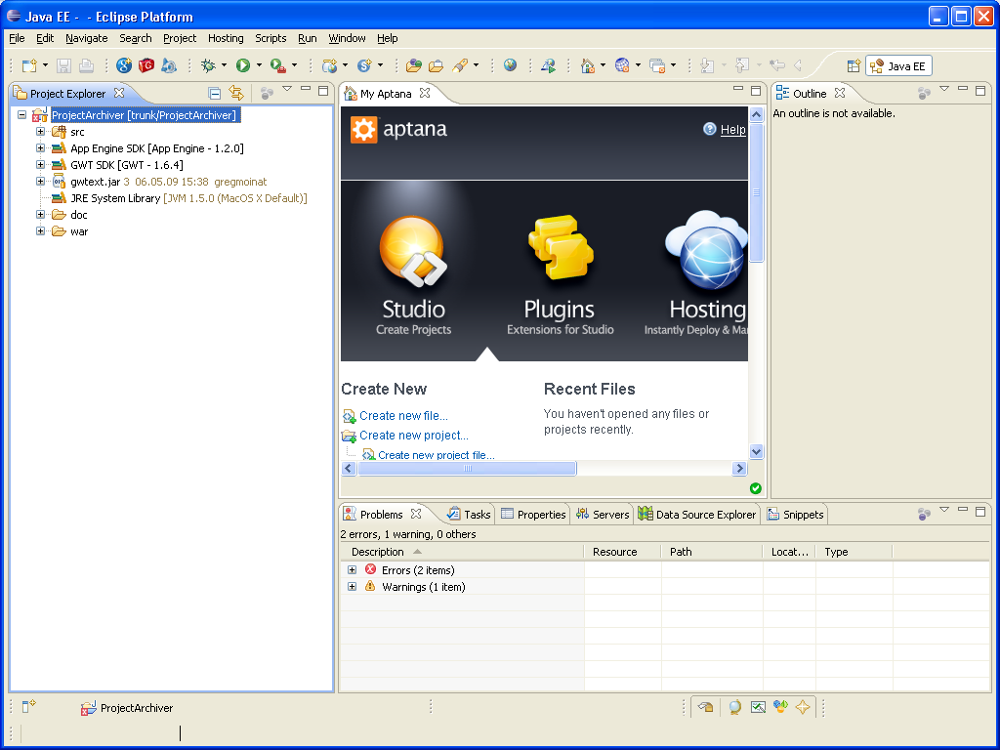 Java EE -  - Eclipse Platform
File Edit Navigate Search Project Hosting Scripts Run Window Help
Java EE
Project Explorer
ProjectArchiver [trunk/ProjectArchiver]
src
App Engine SDK [App Engine - 1.2.0]
GWT SDK [GWT - 1.6.4]
gwtext.jar 3 06.05.09 15:38 gregmoinat
JRE System Library [JVM 1.5.0 (MacOS X Default)]
doc
war
My Aptana
aptana
Help
Studio
Create Projects
Plugins
Extensions for Studio
Hosting
Instantly Deploy & Ma
Create New
Create new file...
Create new project...
Create new project file...
Recent Files
You haven't opened any files or
projects recently.
Outline
An outline is not available.
Problems Tasks Properties Servers Data Source Explorer Snippets
2 errors, 1 warning, 0 others
Description Resource Path Locat... Type
Errors (2 items)
Warnings (1 item)
ProjectArchiver